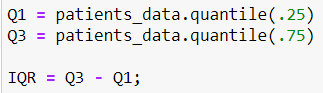 Q1 = patients_data.quantile(.25)
Q3 = patients_data.quantile(.75)
IQR = Q3 - Q1;